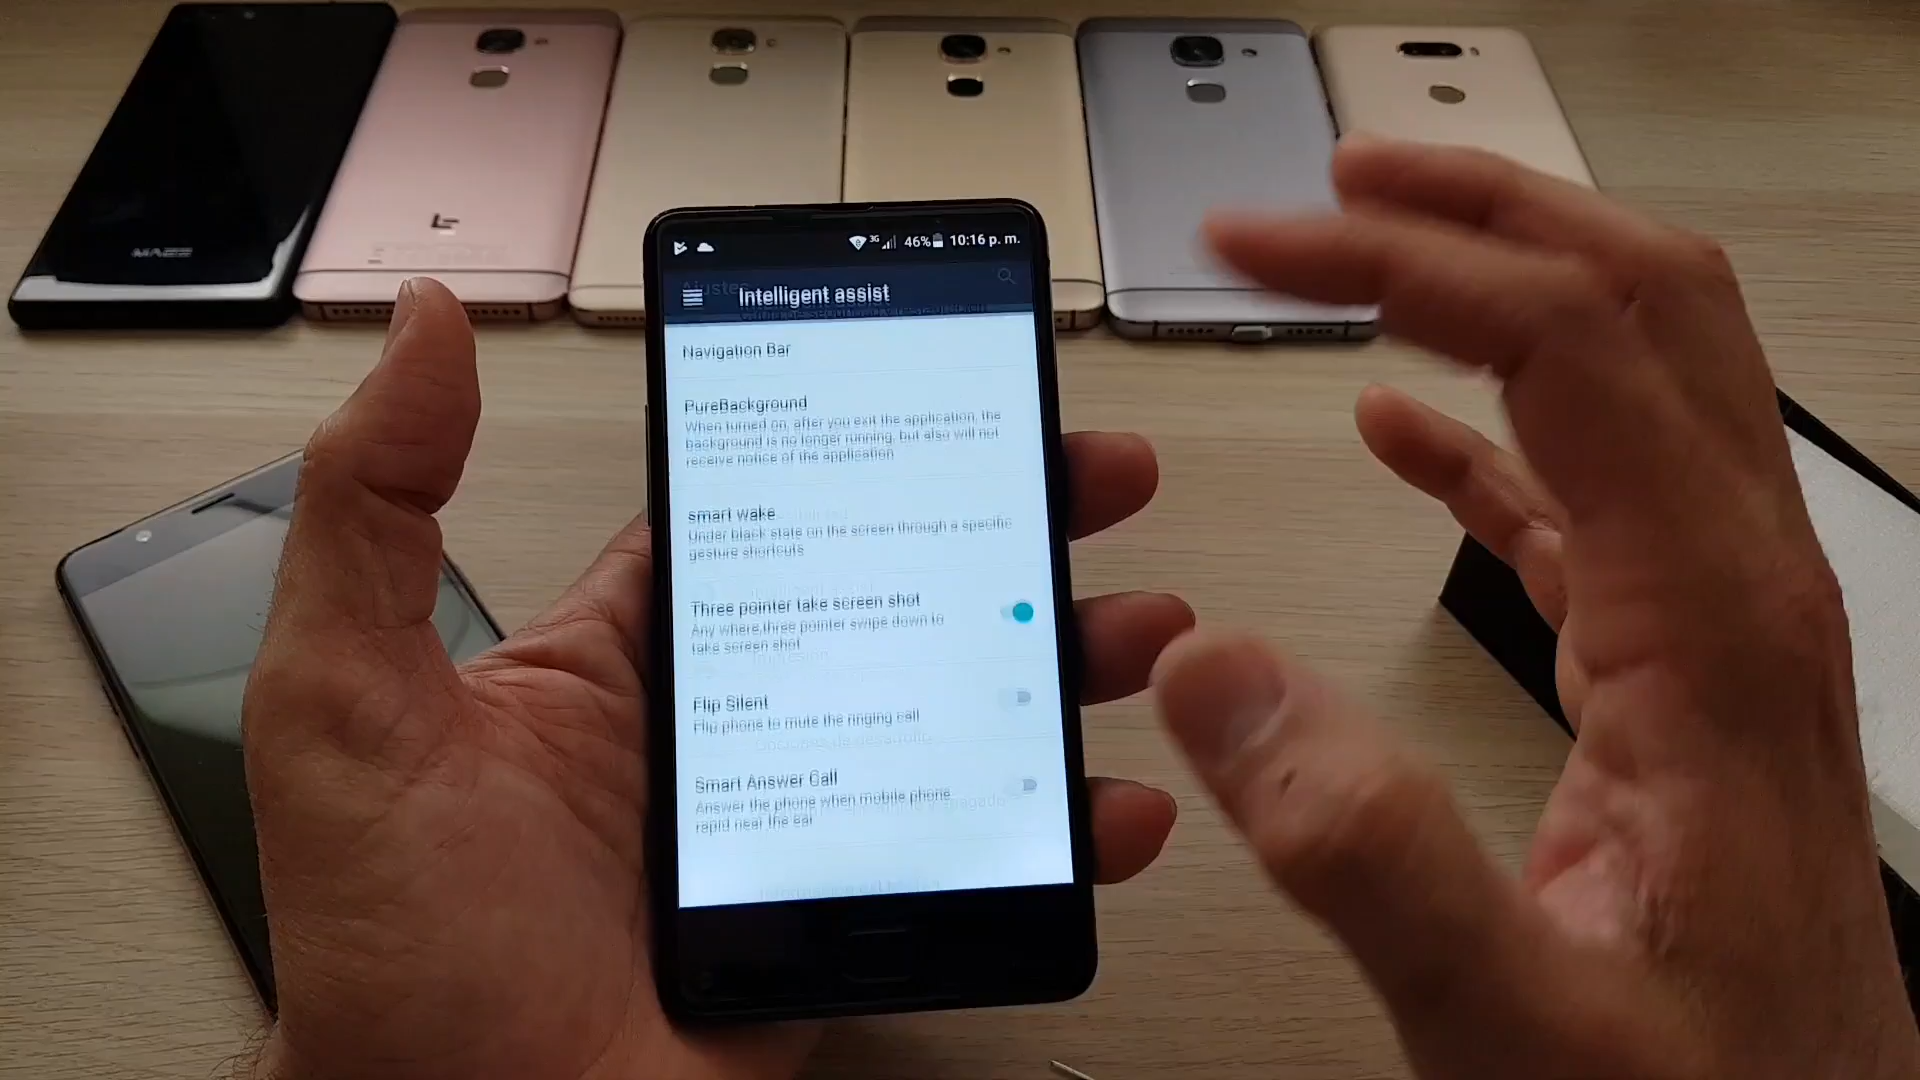 MAZE
3G 46% 10:16 p. m.
Ajustes
Intelligent assist
Navigation Bar
PureBackground
When turned on, after you exit the application, the
background is no longer running, but also will not
receive notice of the application
smart wake
Under black state on the screen through a specific
gesture shortcuts
Three pointer take screen shot
Any where,three pointer swipe down to
take screen shot
Flip Silent
Flip phone to mute the ringing call
Smart Answer Call
Answer the phone when mobile phone
rapid near the ear